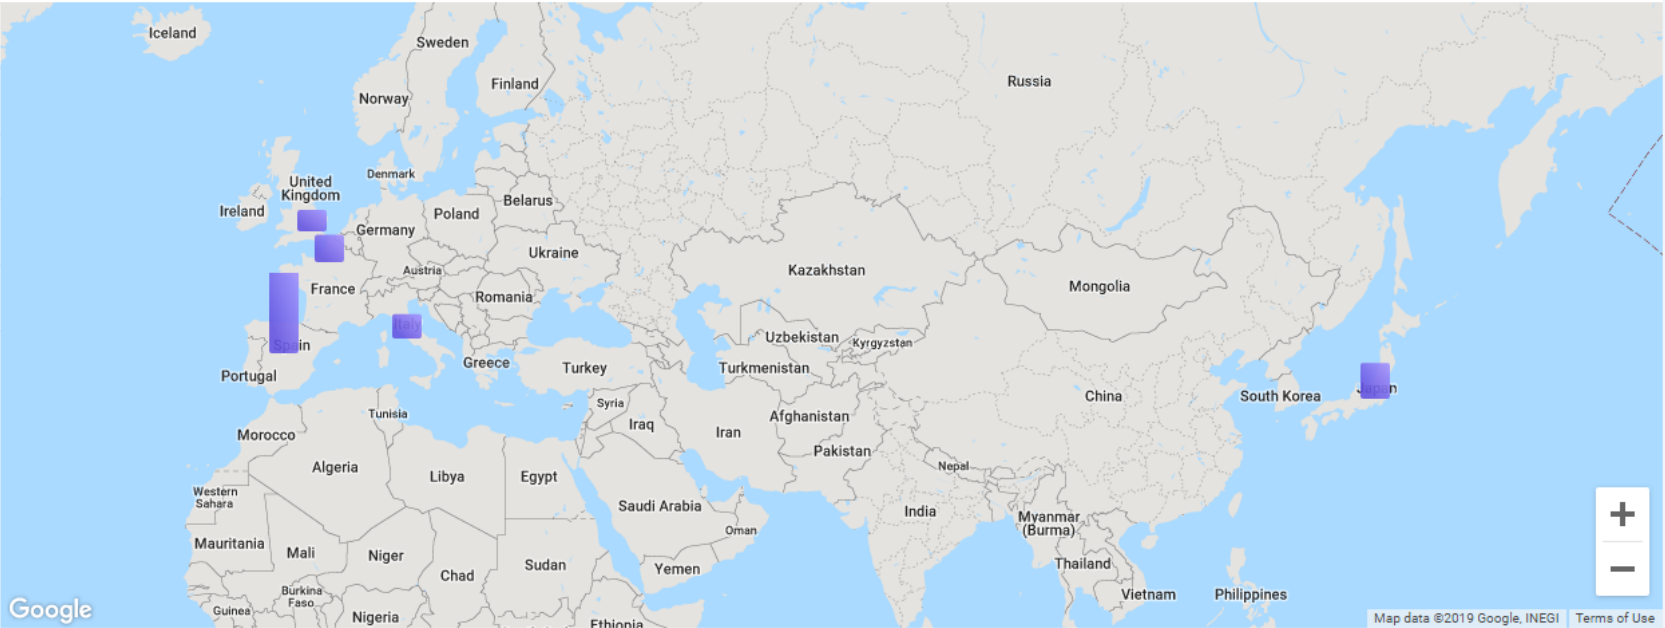 Iceland
Sweden
Finland
Russia
Norway
Denmark
United
Kingdom
Ireland
Belarus
Poland
Germany
Ukraine
Austria
Kazakhstan
France
Romania
Mongolia
Italy
Uzbekistan
Kyrgyzstan
Spain
Greece
Turkey
Turkmenistan
Portugal
Japan
China
South Korea
Syria
Tunisia
Afghanistan
Iraq
Iran
Morocco
Pakistan
Algeria
Nepal
Libya
Egypt
Western
Sahara
Saudi Arabia
India
Myanmar
(Burma)
Oman
Mauritania
Mali
Niger
Sudan
Thailand
Yemen
Chad
Burkina
Faso
Vietnam
Philippines
Guinea
Nigeria
Ethiopia
Google
+
−
Map data ©2019 Google, INEGI
Terms of Use